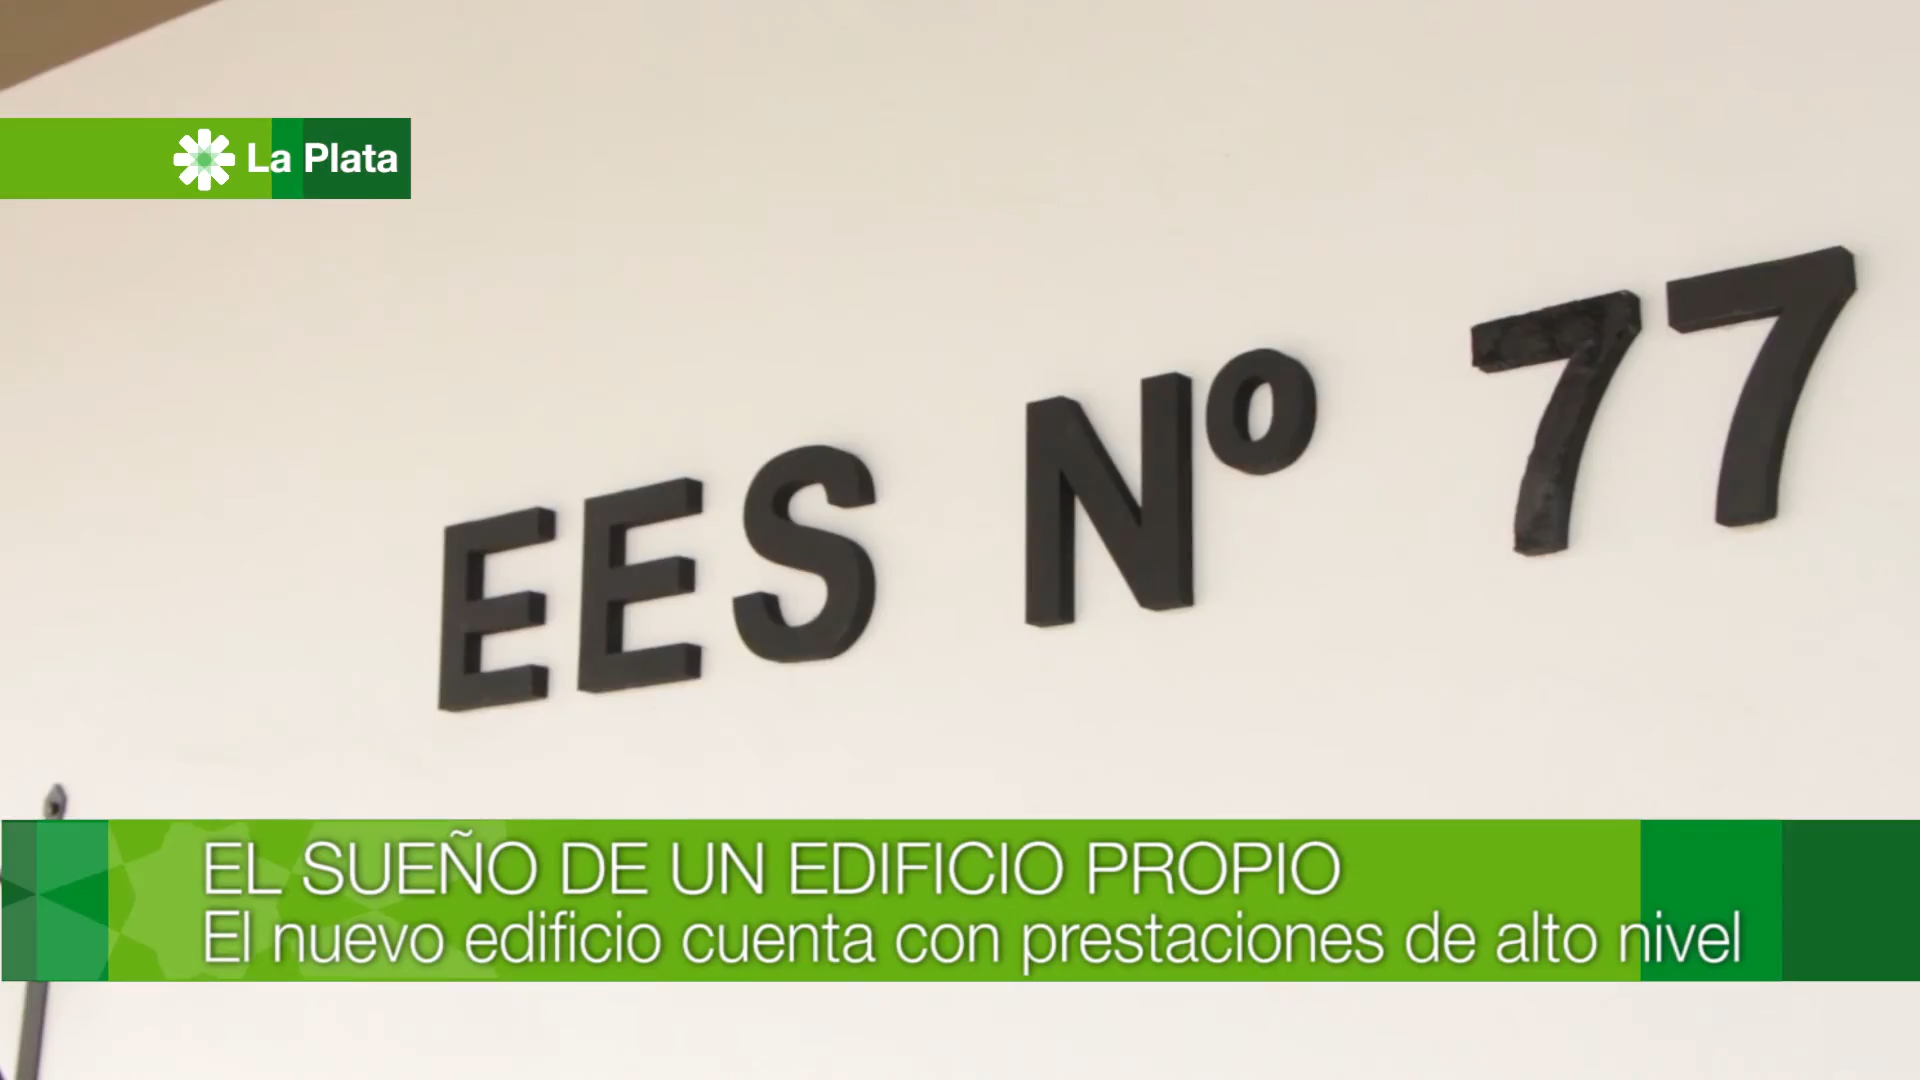 La Plata
EES Nº 77
EL SUEÑO DE UN EDIFICIO PROPIO
El nuevo edificio cuenta con prestaciones de alto nivel